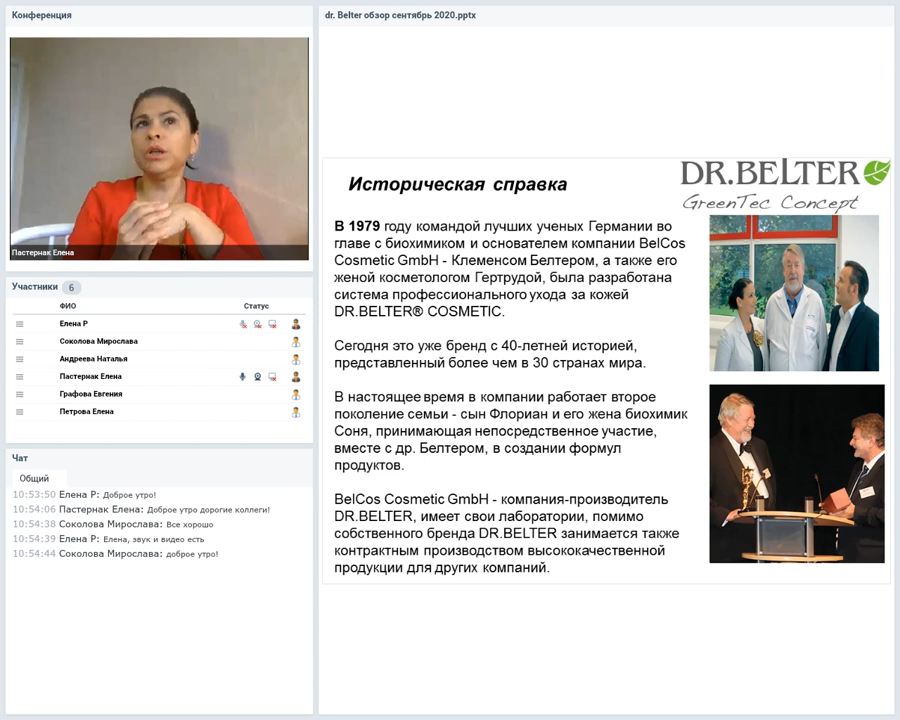 Конференция
Пастернак Елена
Участники 6
ФИО Статус
Елена Р
Соколова Мирослава
Андреева Наталья
Пастернак Елена
Графова Евгения
Петрова Елена
Чат
Общий
10:53:50 Елена Р: Доброе утро!
10:54:06 Пастернак Елена: Доброе утро дорогие коллеги!
10:54:38 Соколова Мирослава: Все хорошо
10:54:39 Елена Р: Елена, звук и видео есть
10:54:44 Соколова Мирослава: доброе утро!
dr. Belter обзор сентябрь 2020.pptx
DR.BELTER
GreenTec Concept
Историческая справка
В 1979 году командой лучших ученых Германии во
главе с биохимиком и основателем компании BelCos
Cosmetic GmbH - Клеменсом Белтером, а также его
женой косметологом Гертрудой, была разработана
система профессионального ухода за кожей
DR.BELTER® COSMETIC.
Сегодня это уже бренд с 40-летней историей,
представленный более чем в 30 странах мира.
В настоящее время в компании работает второе
поколение семьи - сын Флориан и его жена биохимик
Соня, принимающая непосредственное участие,
вместе с др. Белтером, в создании формул
продуктов.
BelCos Cosmetic GmbH - компания-производитель
DR.BELTER, имеет свои лаборатории, помимо
собственного бренда DR.BELTER занимается также
контрактным производством высококачественной
продукции для других компаний.